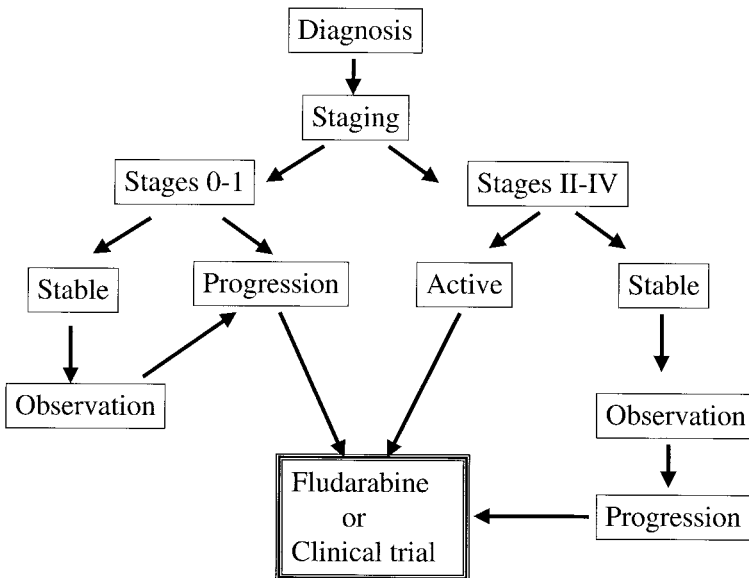 Diagnosis
Staging
Stages 0-1
Stages II-IV
Stable
Progression
Active
Stable
Observation
Observation
Fludarabine
or
Clinical trial
Progression